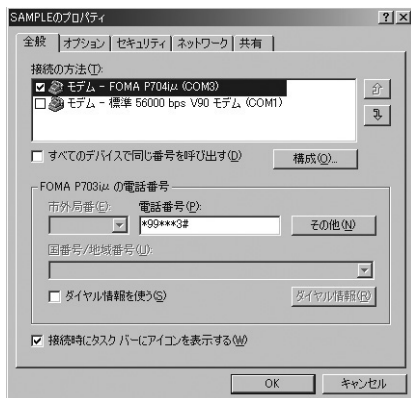 SAMPLEのプロパティ
全般 オプション セキュリティ ネットワーク 共有
接続の方法(T):
モデム - FOMA P704iμ (COM3)
モデム - 標準 56000 bps V90 モデム (COM1)
すべてのデバイスで同じ番号を呼び出す(D) 構成(O)...
FOMA P703iμ の電話番号
市外局番(E): 電話番号(P):
*99***3# その他(N)
国番号/地域番号(U):
ダイヤル情報を使う(S) ダイヤル情報(R)
接続時にタスク バーにアイコンを表示する(W)
OK キャンセル